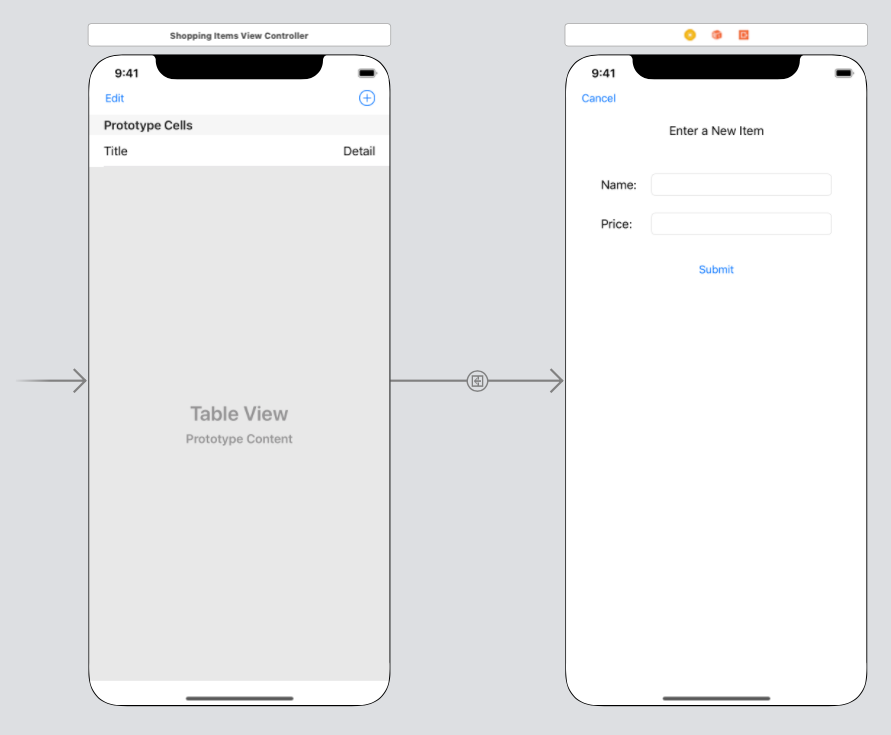 Shopping Items View Controller
9:41
Edit
Prototype Cells
Title Detail
Table View
Prototype Content
9:41
Cancel
Enter a New Item
Name:
Price:
Submit